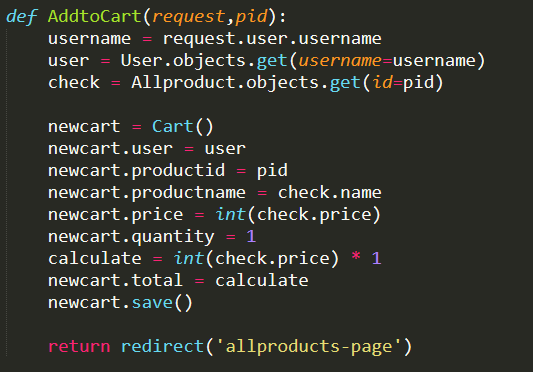 def AddtoCart(request,pid):
    username = request.user.username
    user = User.objects.get(username=username)
    check = Allproduct.objects.get(id=pid)

    newcart = Cart()
    newcart.user = user
    newcart.productid = pid
    newcart.productname = check.name
    newcart.price = int(check.price)
    newcart.quantity = 1
    calculate = int(check.price) * 1
    newcart.total = calculate
    newcart.save()

    return redirect('allproducts-page')